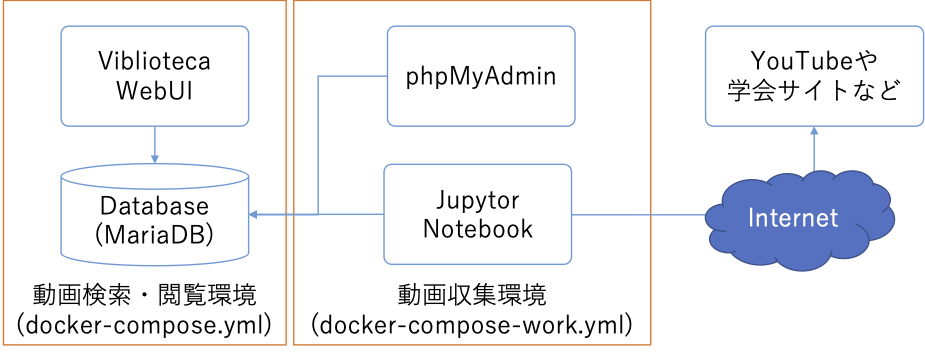 Viblioteca
WebUI
Database
(MariaDB)
動画検索・閲覧環境
(docker-compose.yml)
phpMyAdmin
Jupytor
Notebook
動画収集環境
(docker-compose-work.yml)
YouTubeや
学会サイトなど
Internet